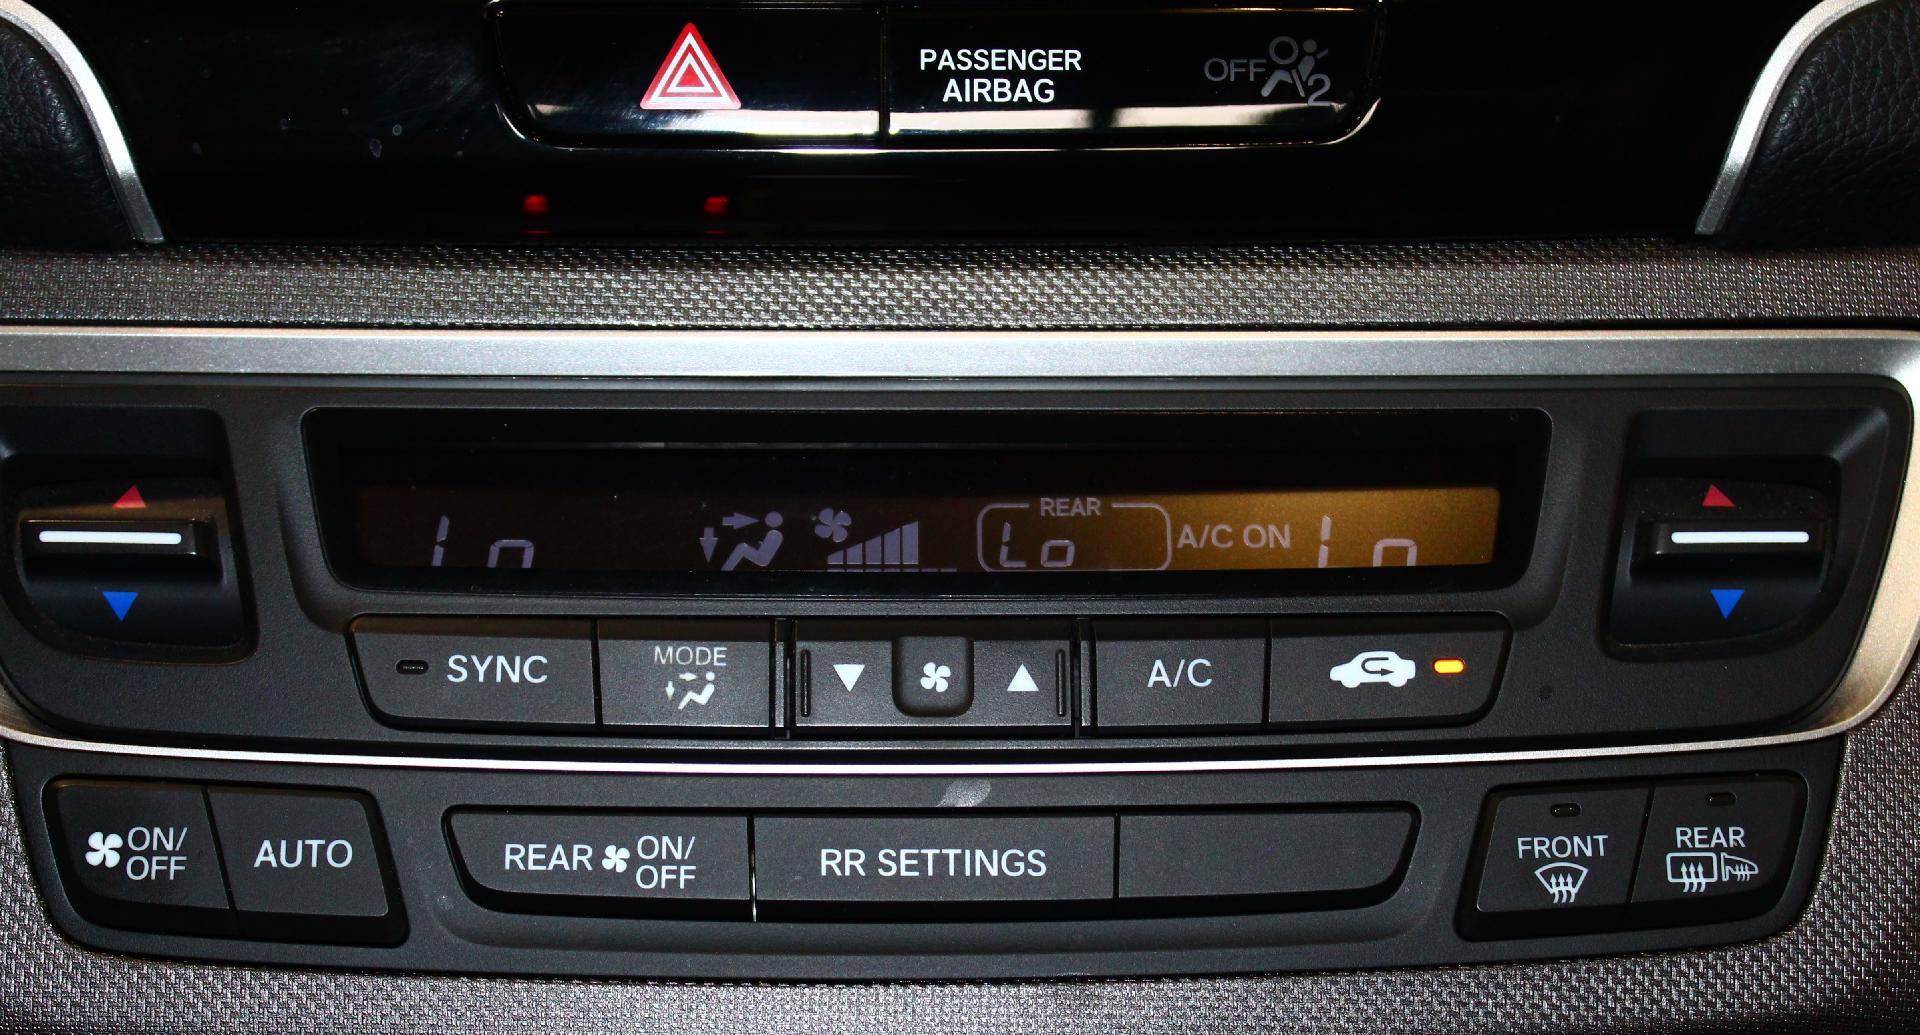 PASSENGER
AIRBAG
OFF
2
REAR
Lo
Lo
A/C ON
Lo
SYNC
MODE
A/C
ON/
OFF
AUTO
REAR
ON/
OFF
RR SETTINGS
FRONT
REAR